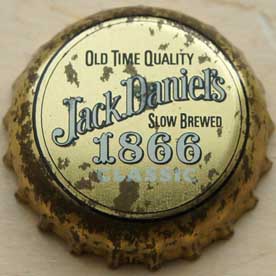 Old Time Quality
Jack Daniel's
Slow Brewed
1866
CLASSIC